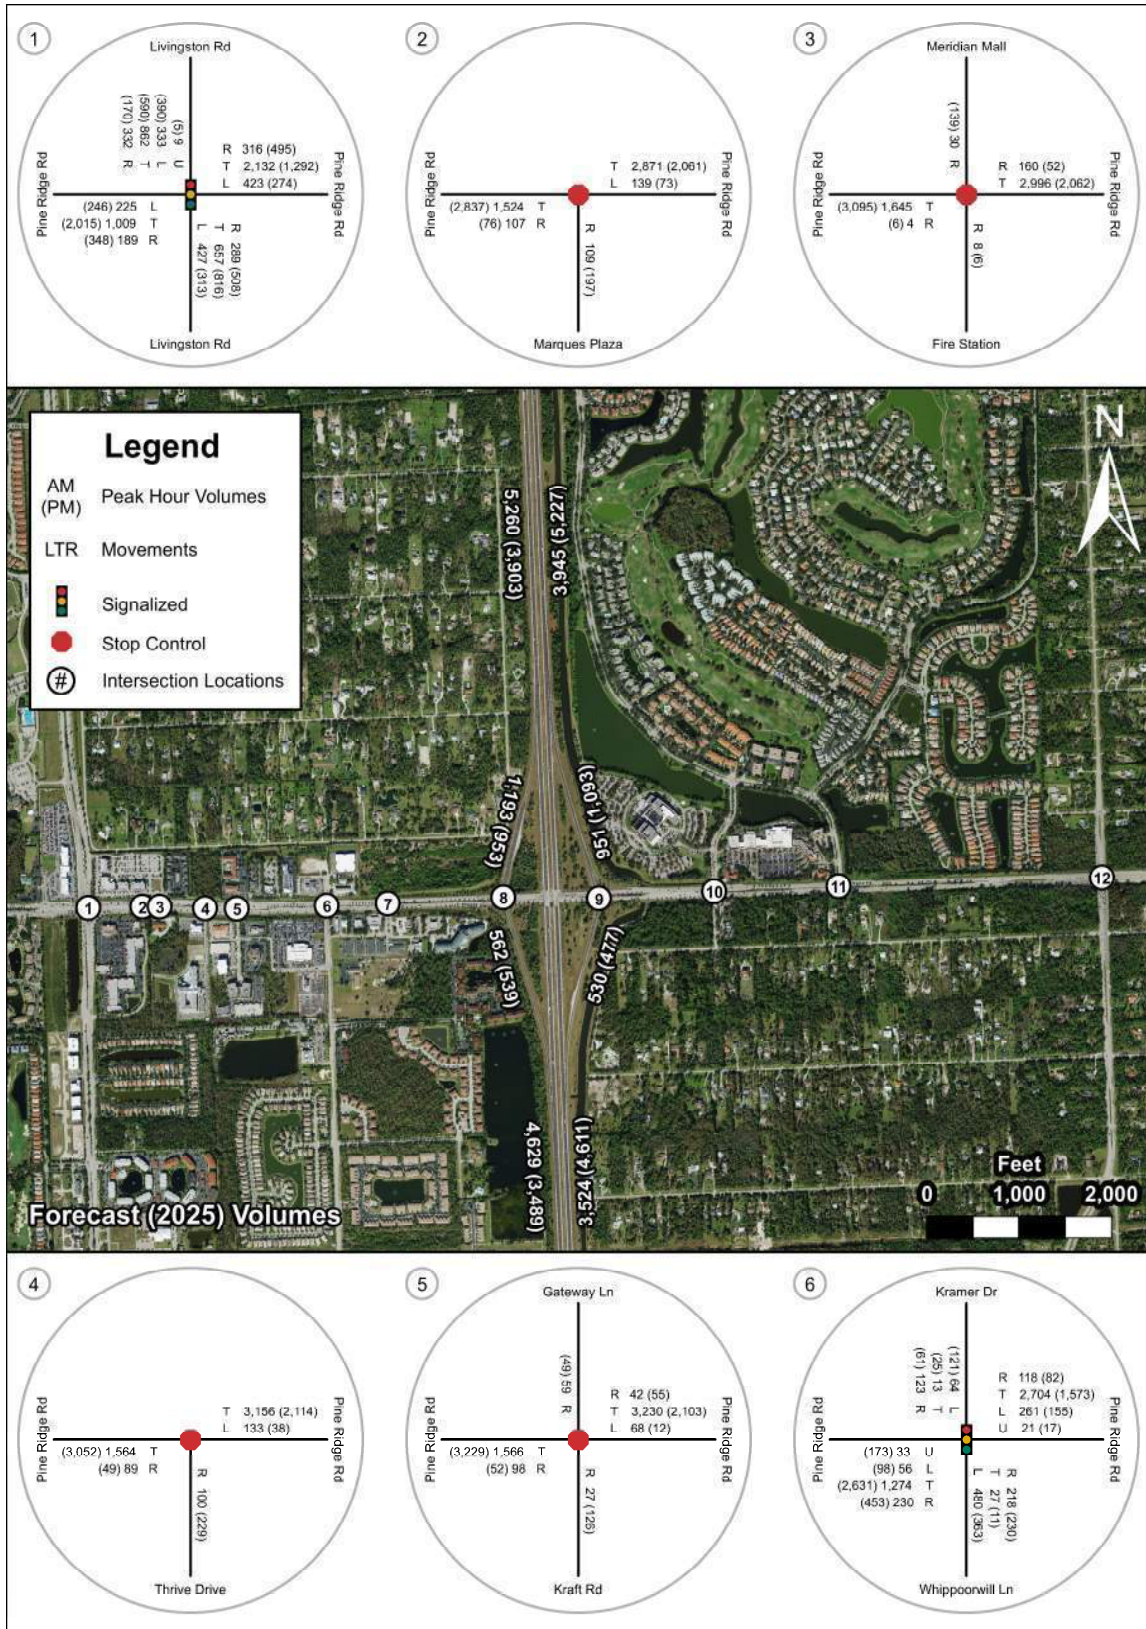 1
Livingston Rd
(170) 332 R
(590) 862 T
(390) 333 L
(5) 9 U
R 316 (495)
T 2,132 (1,292)
L 423 (274)
Pine Ridge Rd
Pine Ridge Rd
(246) 225 L
(2,015) 1,009 T
(348) 189 R
L 427 (313)
T 657 (816)
R 289 (508)
Livingston Rd
2
T 2,871 (2,061)
L 139 (73)
Pine Ridge Rd
Pine Ridge Rd
(2,837) 1,524 T
(76) 107 R
R 109 (197)
Marques Plaza
3
Meridian Mall
(139) 30 R
R 160 (52)
T 2,996 (2,062)
Pine Ridge Rd
Pine Ridge Rd
(3,095) 1,645 T
(6) 4 R
R 8 (6)
Fire Station
Legend
AM
(PM) Peak Hour Volumes
LTR Movements
Signalized
Stop Control
# Intersection Locations
N
5,260 (3,903)
3,945 (5,227)
1,193 (953)
951 (1,093)
1
2
3
4
5
6
7
8
9
10
11
12
562 (539)
530 (477)
4,629 (3,489)
3,524 (4,611)
Feet
0 1,000 2,000
Forecast (2025) Volumes
4
T 3,156 (2,114)
L 133 (38)
Pine Ridge Rd
Pine Ridge Rd
(3,052) 1,564 T
(49) 89 R
R 100 (229)
Thrive Drive
5
Gateway Ln
(49) 59 R
R 42 (55)
T 3,230 (2,103)
L 68 (12)
Pine Ridge Rd
Pine Ridge Rd
(3,229) 1,566 T
(52) 98 R
R 27 (126)
Kraft Rd
6
Kramer Dr
(61) 123 R
(25) 13 T
(121) 64 L
R 118 (82)
T 2,704 (1,573)
L 261 (155)
U 21 (17)
Pine Ridge Rd
Pine Ridge Rd
(173) 33 U
(98) 56 L
(2,631) 1,274 T
(453) 230 R
L 480 (363)
T 27 (11)
R 218 (230)
Whippoorwill Ln